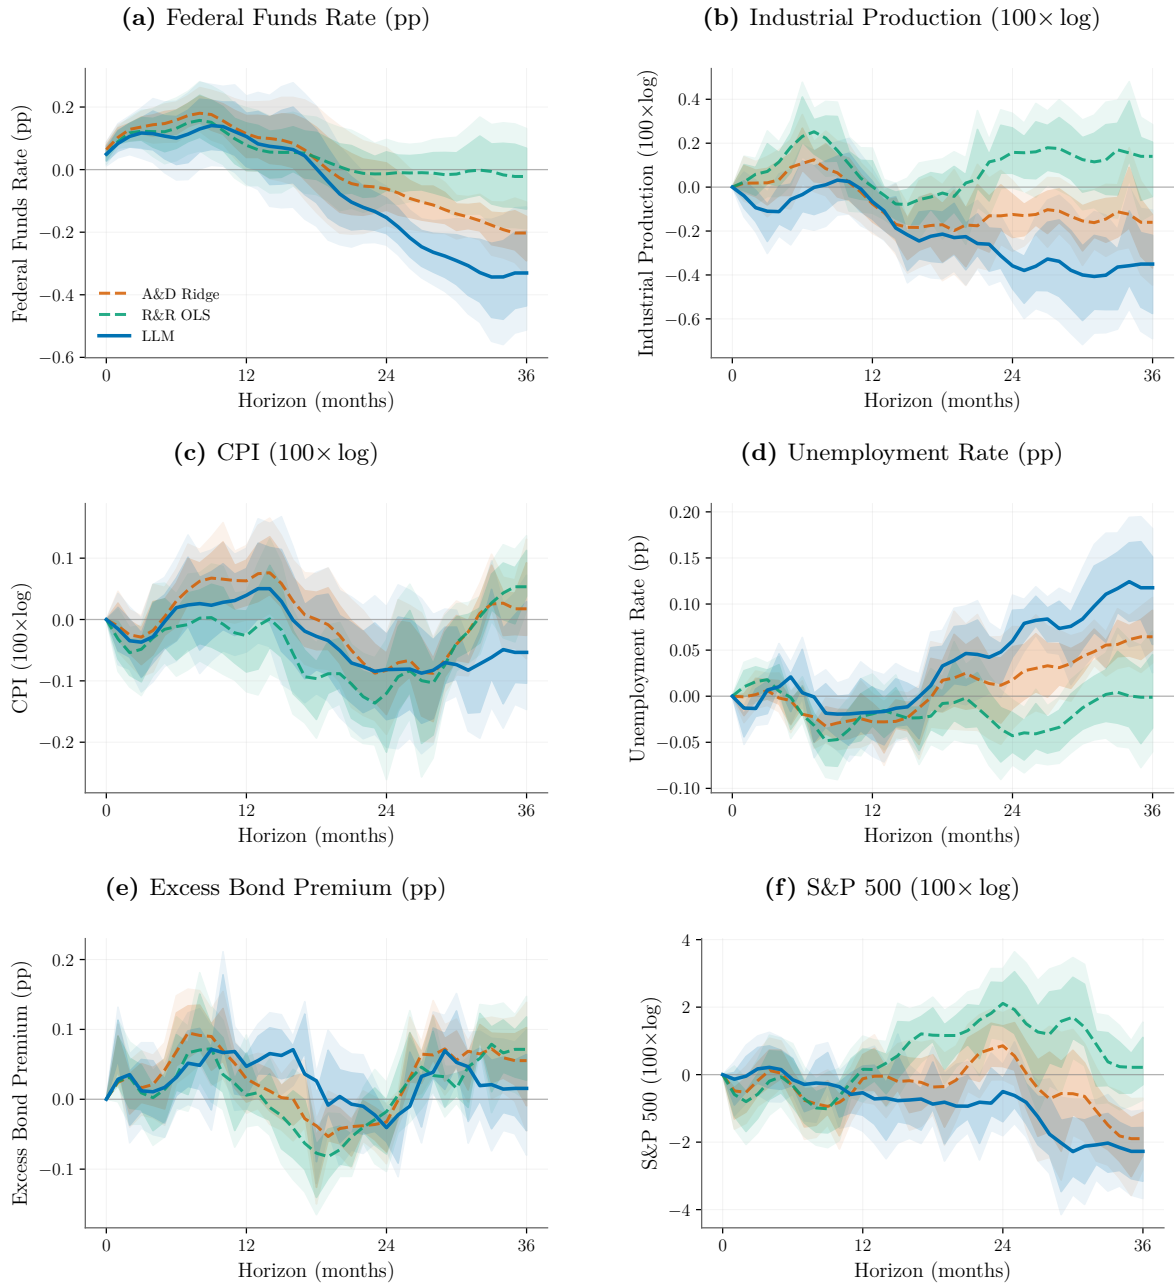 (a) Federal Funds Rate (pp)
Federal Funds Rate (pp)
0.2
0.0
−0.2
−0.4
−0.6
A&D Ridge
R&R OLS
LLM
0 12 24 36
Horizon (months)
(b) Industrial Production (100× log)
Industrial Production (100×log)
0.4
0.2
0.0
−0.2
−0.4
−0.6
0 12 24 36
Horizon (months)
(c) CPI (100× log)
CPI (100×log)
0.1
0.0
−0.1
−0.2
0 12 24 36
Horizon (months)
(d) Unemployment Rate (pp)
Unemployment Rate (pp)
0.20
0.15
0.10
0.05
0.00
−0.05
−0.10
0 12 24 36
Horizon (months)
(e) Excess Bond Premium (pp)
Excess Bond Premium (pp)
0.2
0.1
0.0
−0.1
0 12 24 36
Horizon (months)
(f) S&P 500 (100× log)
S&P 500 (100×log)
4
2
0
−2
−4
0 12 24 36
Horizon (months)